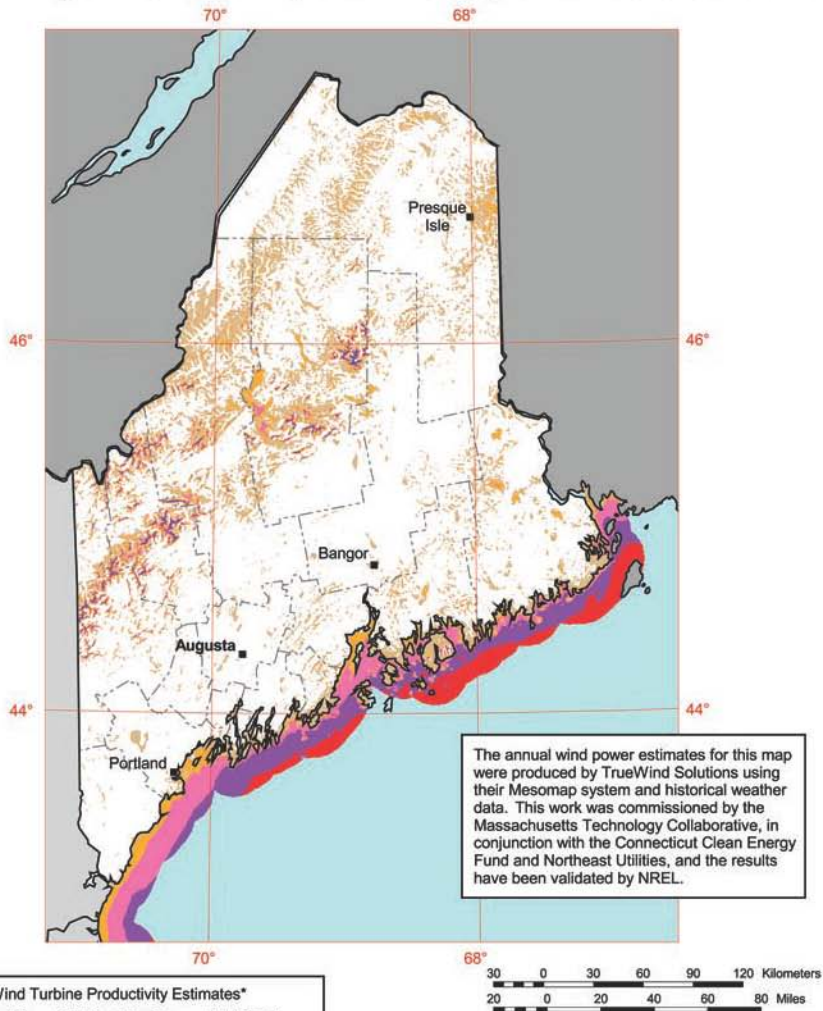 70°
68°
Presque
Isle
46°
46°
Bangor
Augusta
44°
44°
Portland
The annual wind power estimates for this map
were produced by TrueWind Solutions using
their Mesomap system and historical weather
data. This work was commissioned by the
Massachusetts Technology Collaborative, in
conjunction with the Connecticut Clean Energy
Fund and Northeast Utilities, and the results
have been validated by NREL.
70°
68°
Wind Turbine Productivity Estimates*
30 0 30 60 90 120 Kilometers
20 0 20 40 60 80 Miles